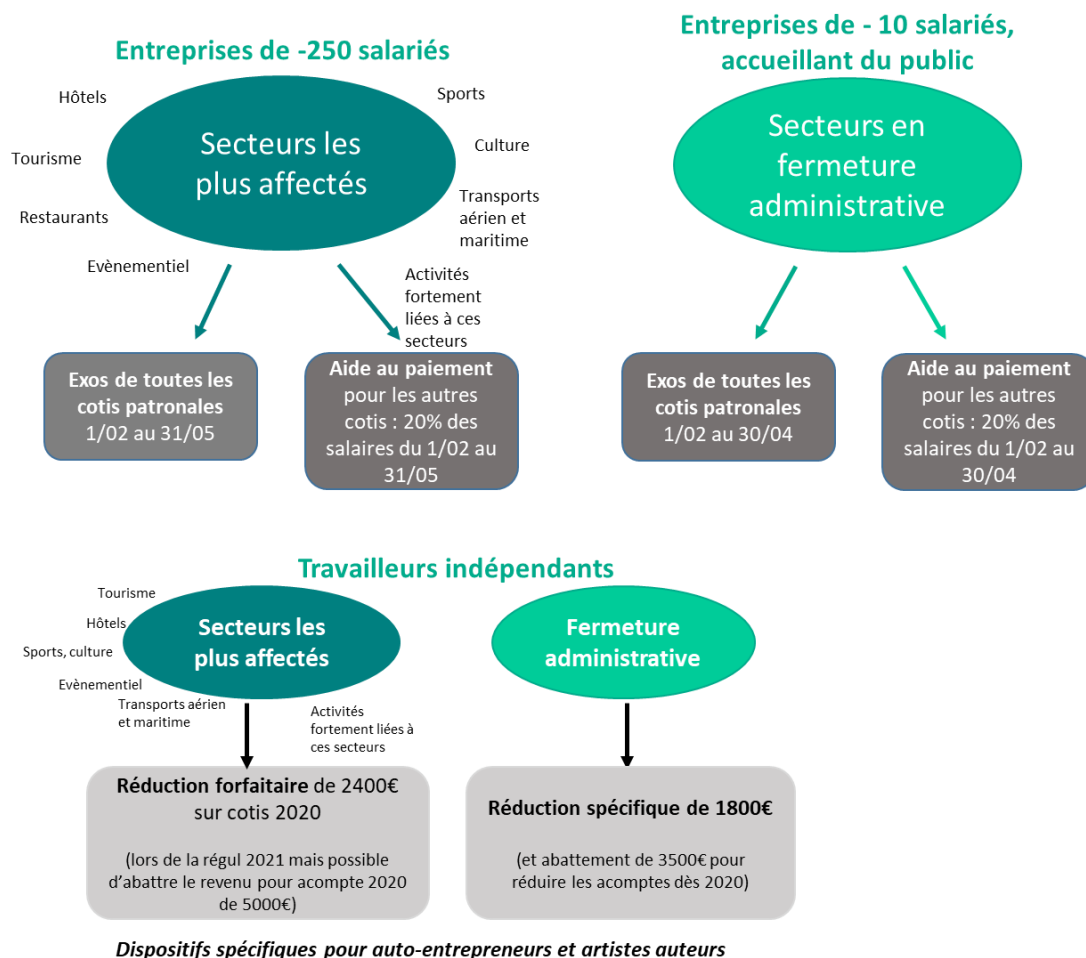 Entreprises de -250 salariés
Hôtels
Sports
Tourisme
Culture
Restaurants
Transports
aérien et
maritime
Evènementiel
Activités
fortement
liées à ces
secteurs
Secteurs les
plus affectés
Exos de toutes les
cotis patronales
1/02 au 31/05
Aide au paiement
pour les autres
cotis : 20% des
salaires du 1/02 au
31/05
Entreprises de - 10 salariés,
accueillant du public
Secteurs en
fermeture
administrative
Exos de toutes les
cotis patronales
1/02 au 30/04
Aide au paiement
pour les autres
cotis : 20% des
salaires du 1/02 au
30/04
Travailleurs indépendants
Tourisme
Hôtels
Sports, culture
Evènementiel
Transports aérien
et maritime
Activités
fortement liées à
ces secteurs
Secteurs les
plus affectés
Réduction forfaitaire de 2400€
sur cotis 2020
(lors de la régul 2021 mais possible
d’abattre le revenu pour acompte 2020
de 5000€)
Fermeture
administrative
Réduction spécifique de 1800€
(et abattement de 3500€ pour
réduire les acomptes dès 2020)
Dispositifs spécifiques pour auto-entrepreneurs et artistes auteurs